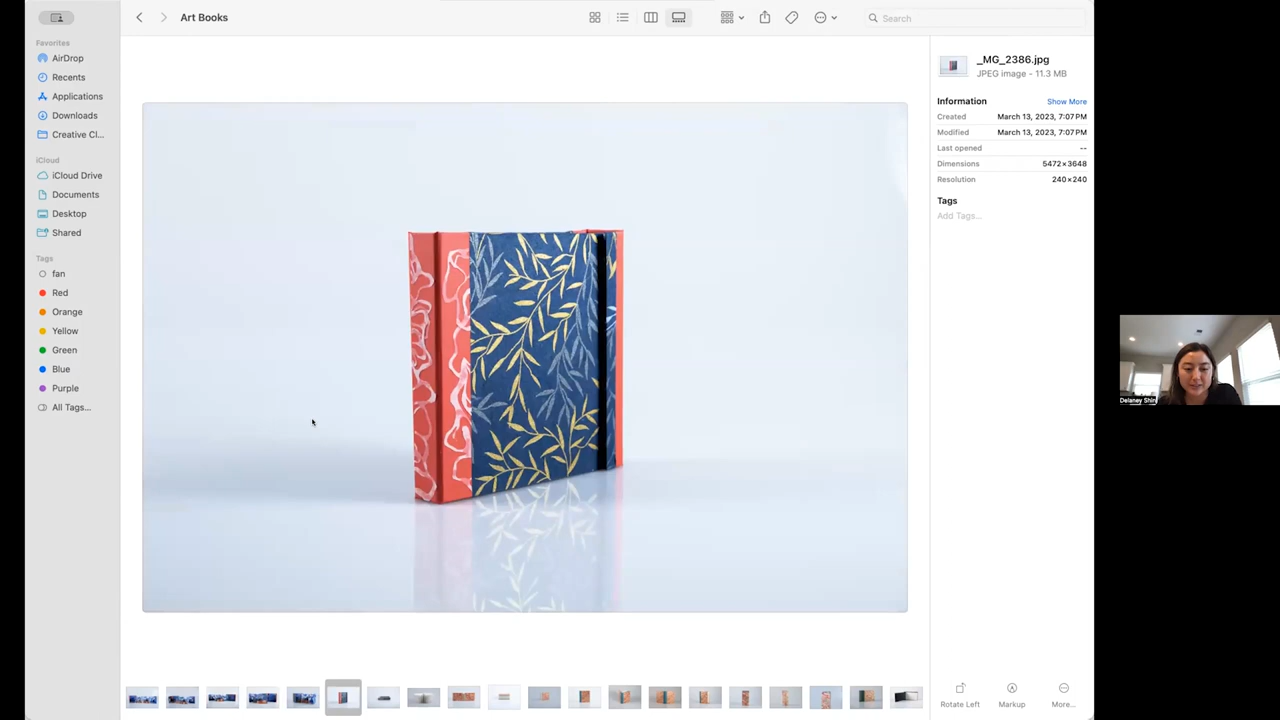 Art Books
Search
Favorites
AirDrop
Recents
Applications
Downloads
Creative Cl...
iCloud
iCloud Drive
Documents
Desktop
Shared
Tags
fan
Red
Orange
Yellow
Green
Blue
Purple
All Tags...
_MG_2386.jpg
JPEG image - 11.3 MB
Information Show More
Created March 13, 2023, 7:07 PM
Modified March 13, 2023, 7:07 PM
Last opened --
Dimensions 5472×3648
Resolution 240×240
Tags
Add Tags...
Rotate Left Markup More...
Delaney Shin